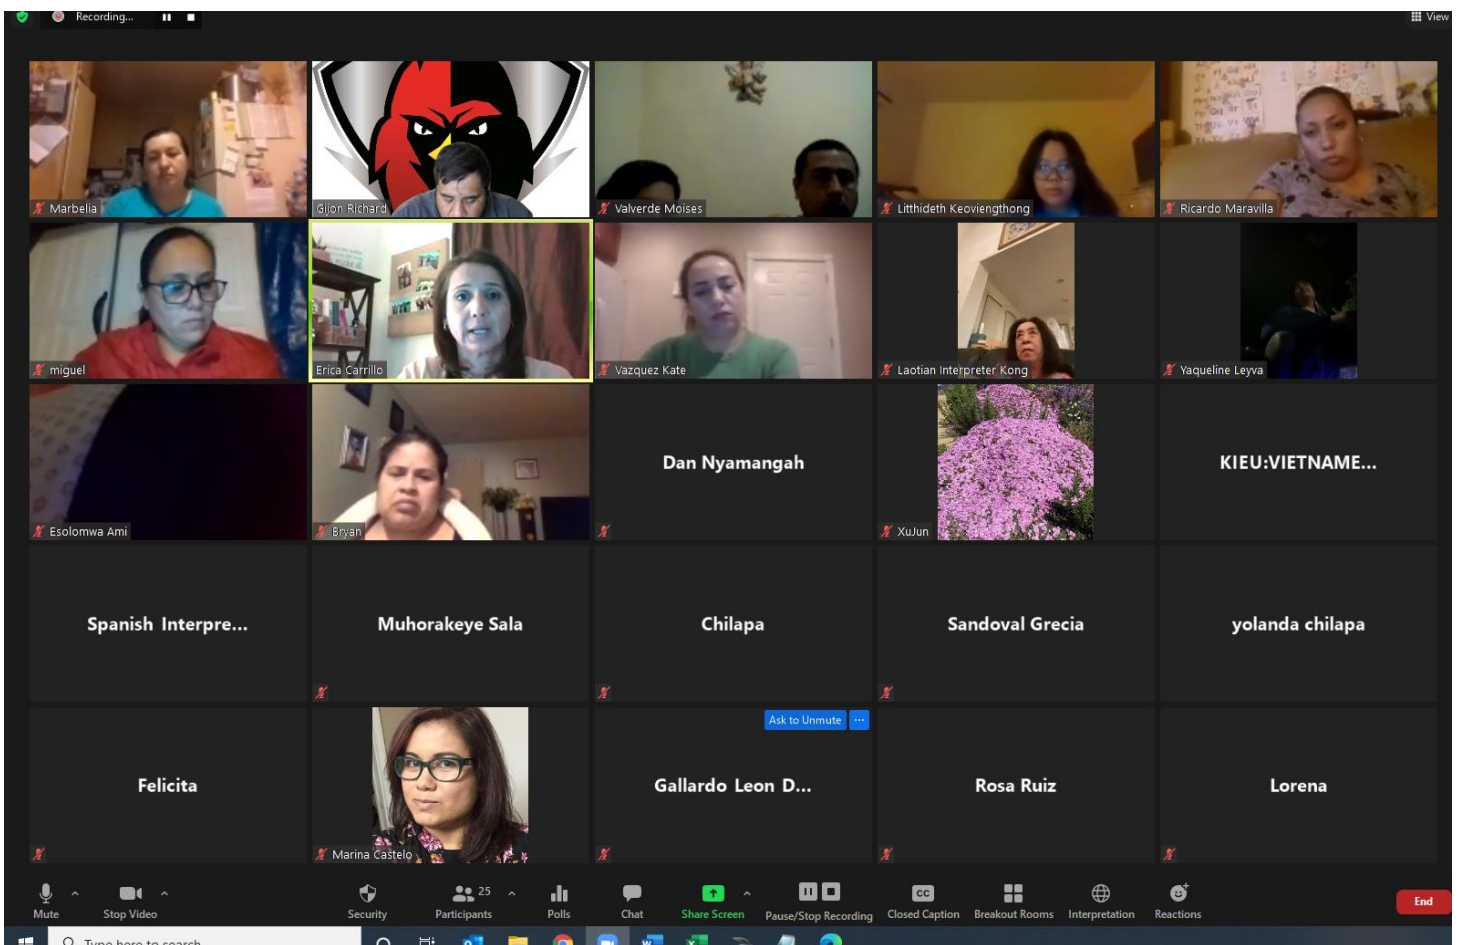 Recording...
View
Marbelia
Gijon Richard
Valverde Moises
Litthideth Keoviengthong
Ricardo Maravilla
miguel
Erica Carrillo
Vazquez Kate
Laotian Interpreter Kong
Yaqueline Leyva
Esolomwa Ami
Bryan
Dan Nyamangah
XuJun
KIEU:VIETNAME...
Spanish Interpre...
Muhorakeye Sala
Chilapa
Sandoval Grecia
yolanda chilapa
Felicita
Marina Castelo
Ask to Unmute ...
Gallardo Leon D...
Rosa Ruiz
Lorena
Mute
Stop Video
Security
25
Participants
Polls
Chat
Share Screen
Pause/Stop Recording
CC
Closed Caption
Breakout Rooms
Interpretation
Reactions
End
Type here to search